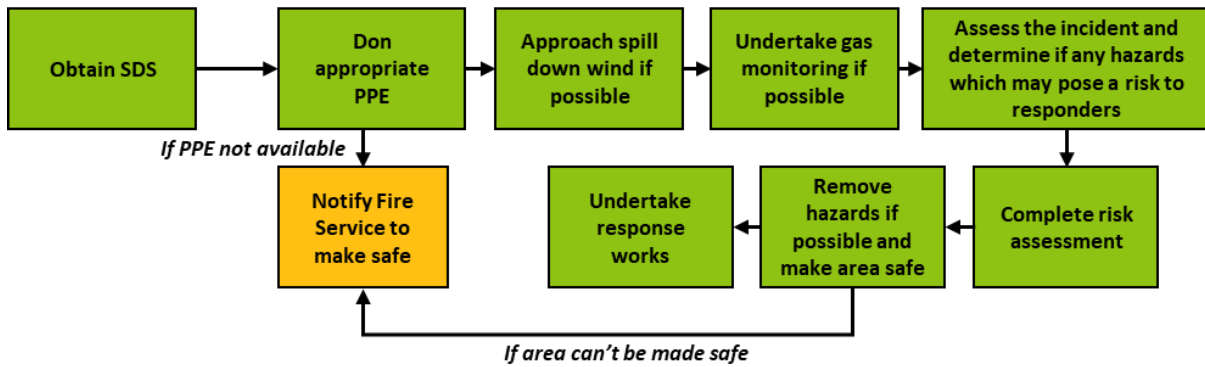 Obtain SDS
Don
appropriate
PPE
Approach spill
down wind if
possible
Undertake gas
monitoring if
possible
Assess the incident and
determine if any hazards
which may pose a risk to
responders
If PPE not available
Notify Fire
Service to
make safe
Undertake
response
works
Remove
hazards if
possible and
make area safe
Complete risk
assessment
If area can't be made safe